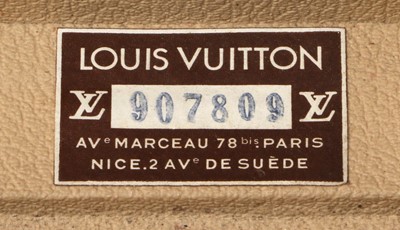 LOUIS VUITTON
LV 907809 LV
AVe MARCEAU 78 bis PARIS
NICE.2 AVe DE SUÈDE